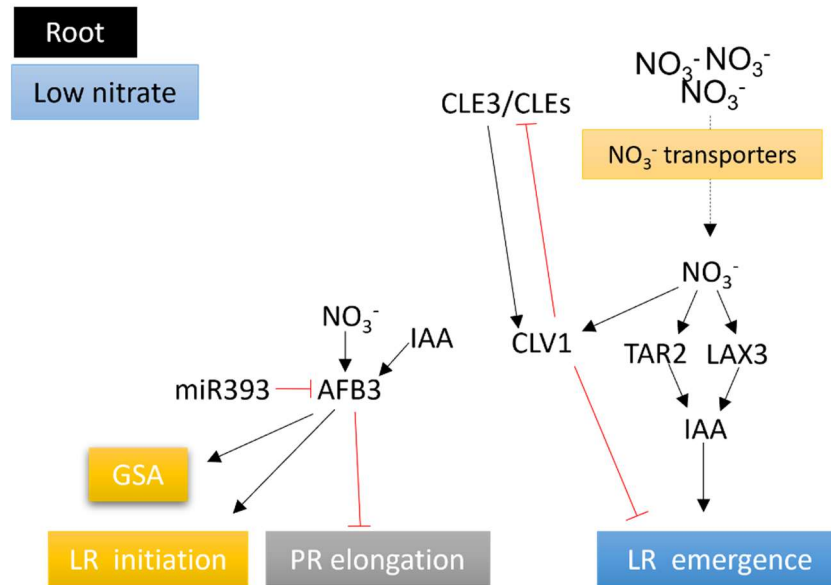 Root
Low nitrate
NO₃⁻ NO₃⁻
NO₃⁻
CLE3/CLEs
NO₃⁻ transporters
NO₃⁻
NO₃⁻
IAA
CLV1
TAR2 LAX3
miR393
AFB3
IAA
GSA
LR initiation
PR elongation
LR emergence